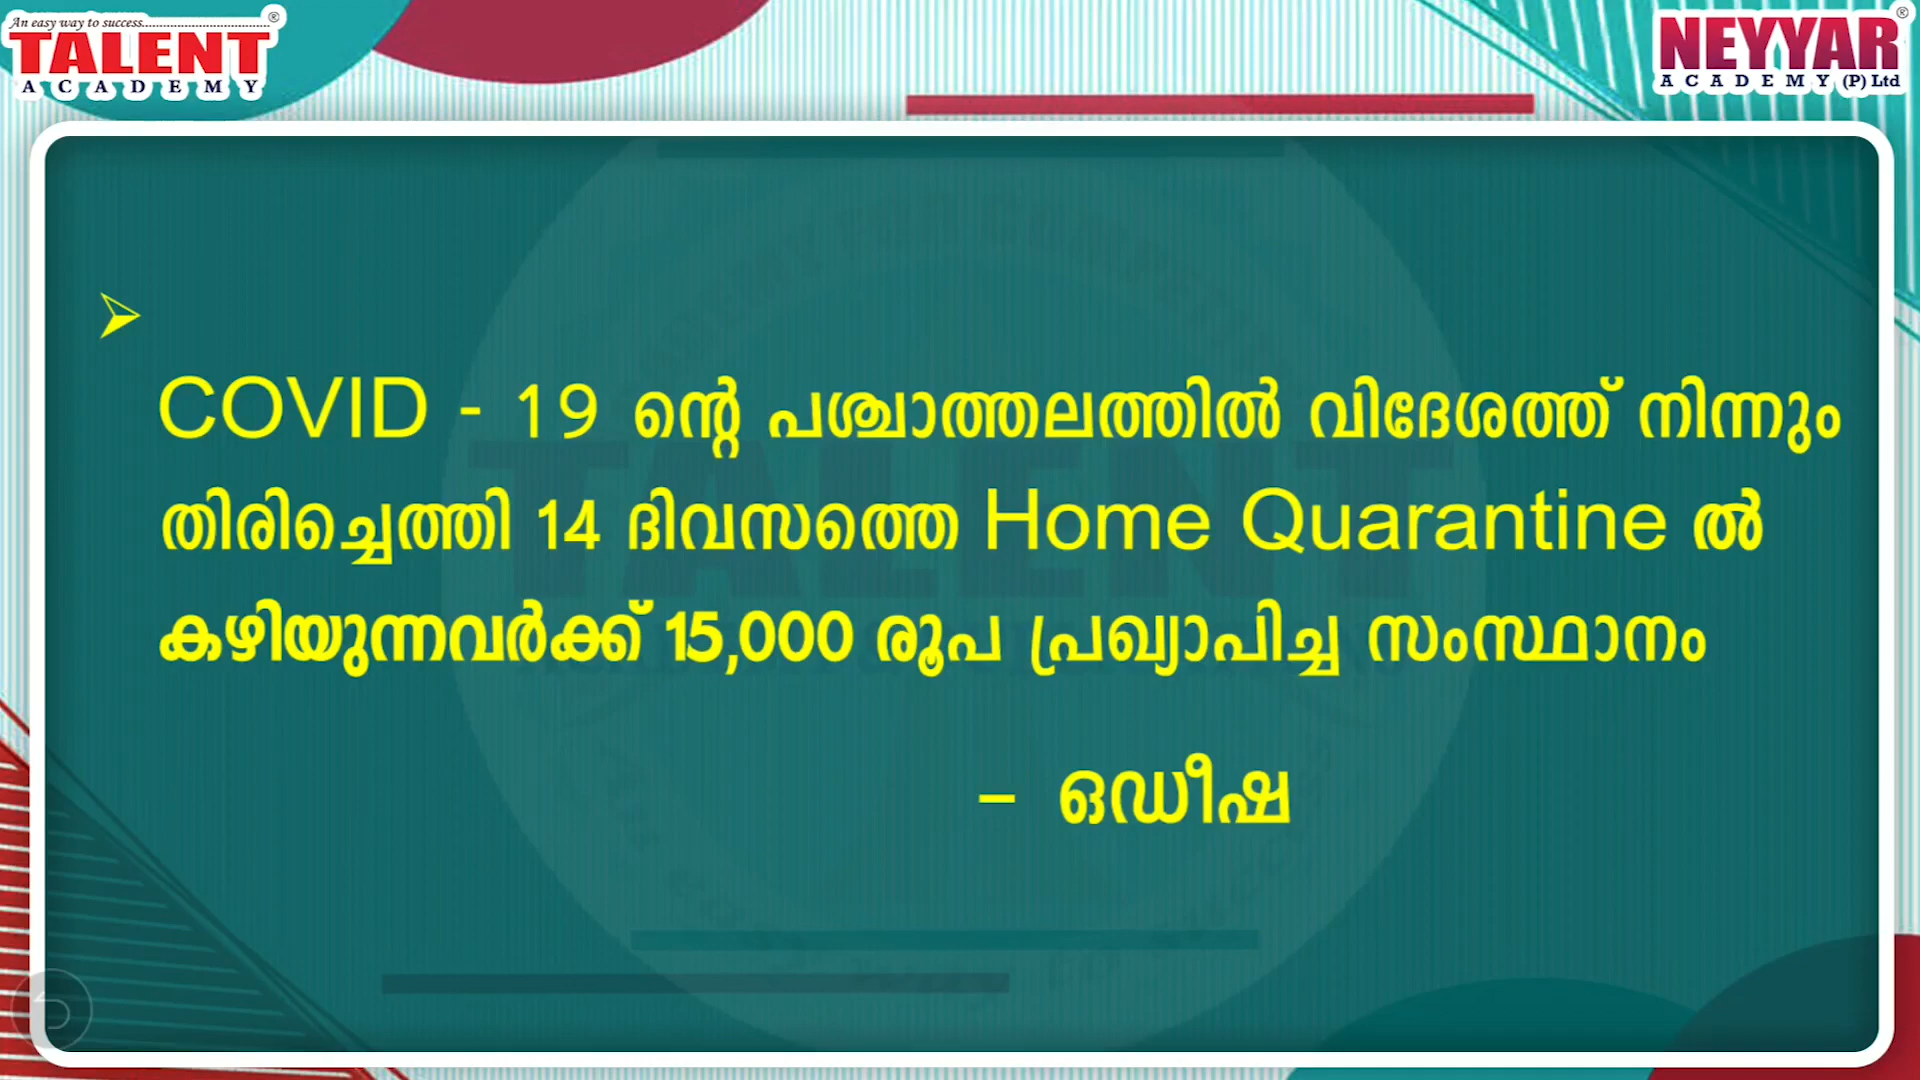 An easy way to success
TALENT
ACADEMY
NEYYAR
ACADEMY (P) Ltd
COVID - 19 ന്റെ പശ്ചാത്തലത്തിൽ വിദേശത്ത് നിന്നും
തിരിച്ചെത്തി 14 ദിവസത്തെ Home Quarantine ൽ
കഴിയുന്നവർക്ക് 15,000 രൂപ പ്രഖ്യാപിച്ച സംസ്ഥാനം
– ഒഡീഷ
TALENT